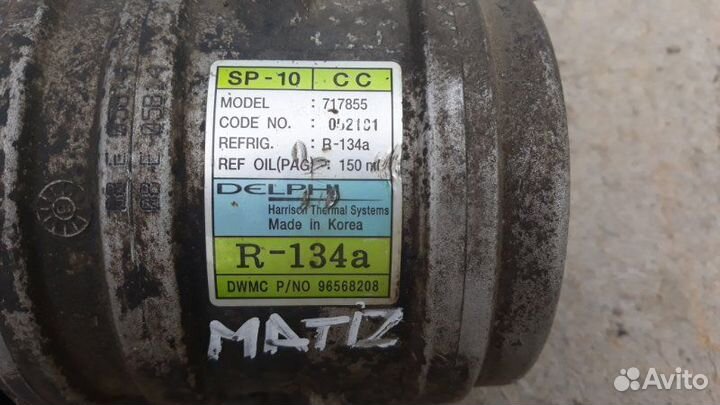 SP-10 CC
MODEL : 717855
CODE NO. : 052101
REFRIG. : R-134a
REF OIL(PAG) : 150 ml
DELPHI
Harrison Thermal Systems
Made in Korea
R-134a
DWMC P/NO 96568208
MATIZ
Avito